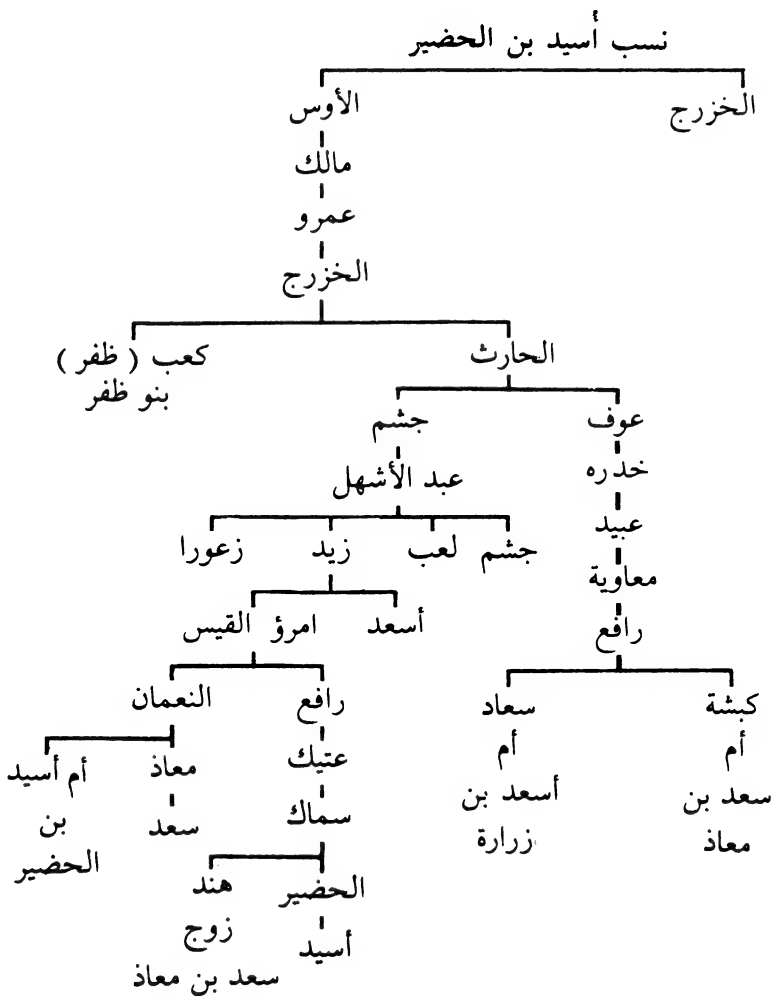 نسب أسيد بن الحضير
الخزرج
الأوس
مالك
عمرو
الخزرج
الحارث
كعب ( ظفر )
بنو ظفر
عوف
جشم
خدره
عبد الأشهل
عبيد
جشم
لعب
زيد
زعورا
معاوية
أسعد
امرؤ القيس
رافع
كبشة
أم
سعد بن
معاذ
سعاد
أم
أسعد بن
زرارة
رافع
النعمان
عتيك
معاذ
أم أسيد
بن
الحضير
سماك
سعد
الحضير
هند
زوج
سعد بن معاذ
أسيد